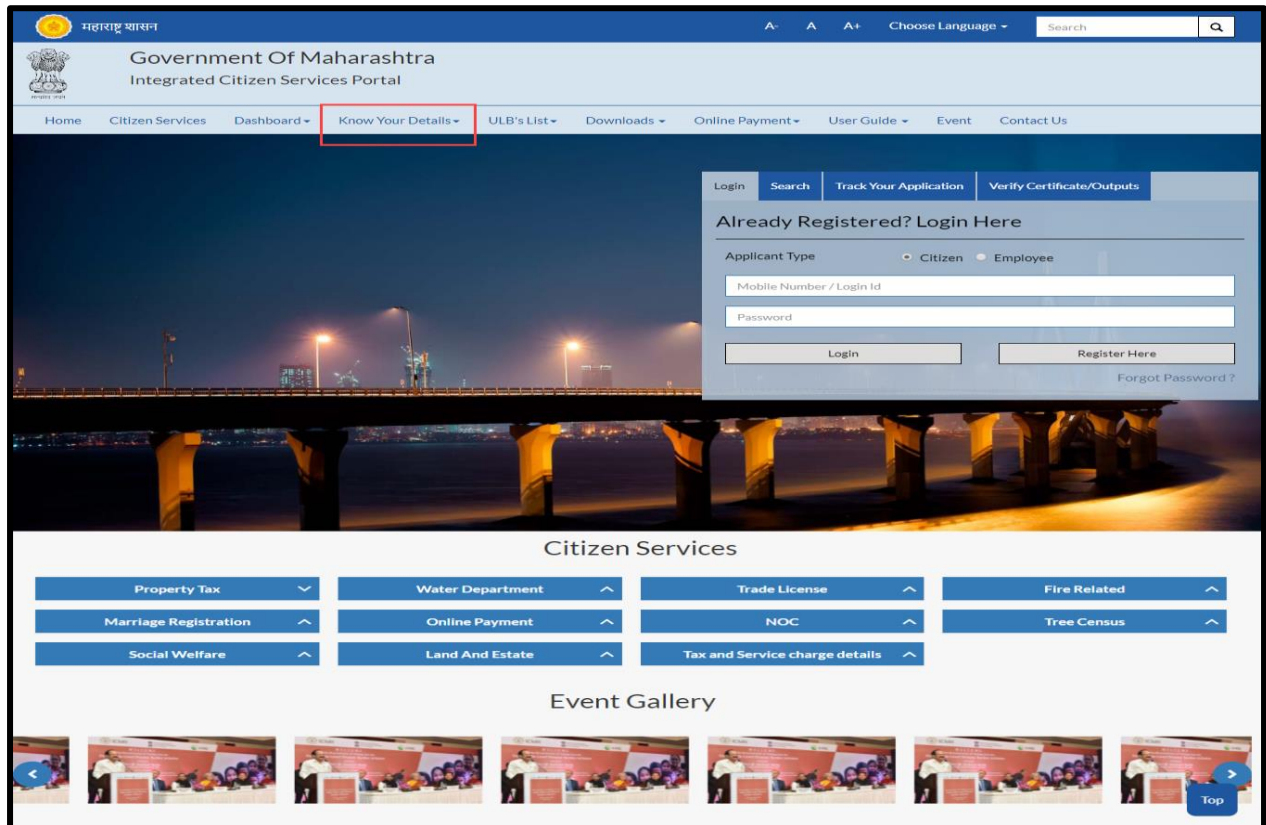 महाराष्ट्र शासन A- A A+ Choose Language Search
Government Of Maharashtra
Integrated Citizen Services Portal
Home Citizen Services Dashboard Know Your Details ULB's List Downloads Online Payment User Guide Event Contact Us
Login Search Track Your Application Verify Certificate/Outputs
Already Registered? Login Here
Applicant Type Citizen Employee
Mobile Number / Login Id
Password
Login Register Here
Forgot Password ?
Citizen Services
Property Tax Water Department Trade License Fire Related
Marriage Registration Online Payment NOC Tree Census
Social Welfare Land And Estate Tax and Service charge details
Event Gallery
Top